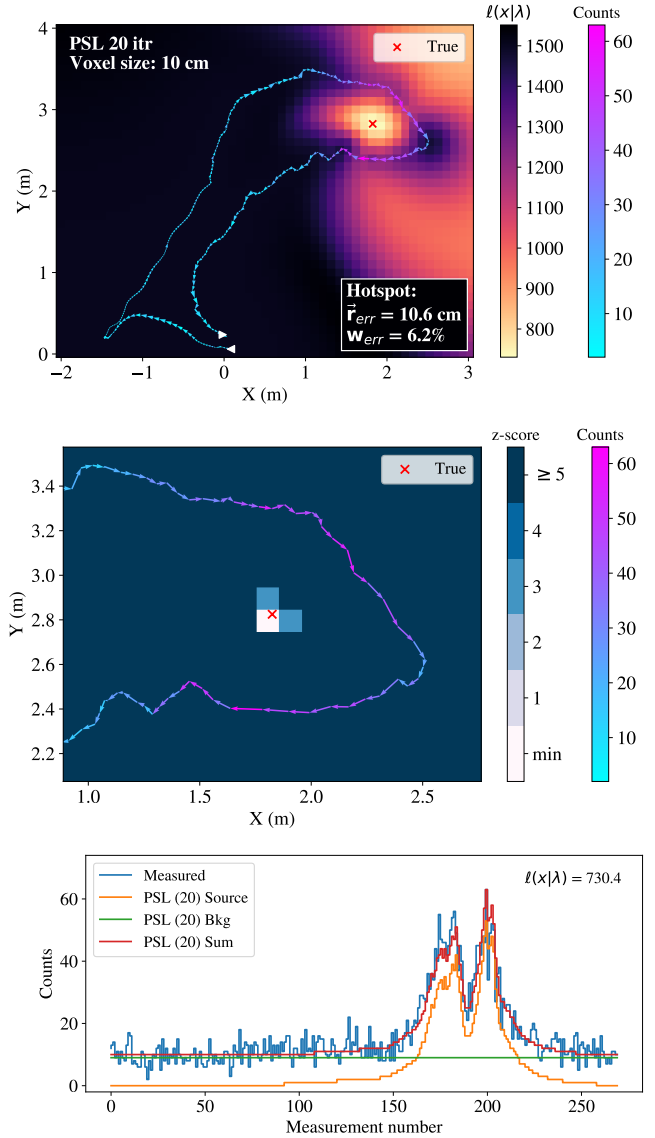 ℓ(x|λ)
Counts
PSL 20 itr
Voxel size: 10 cm
True
Hotspot:
r⃗err = 10.6 cm
werr = 6.2%
4
3
2
1
0
Y (m)
−2
−1
0
1
2
3
X (m)
1500
1400
1300
1200
1100
1000
900
800
60
50
40
30
20
10
z-score
Counts
True
3.4
3.2
3.0
2.8
2.6
2.4
2.2
Y (m)
1.0
1.5
2.0
2.5
X (m)
≥ 5
4
3
2
1
min
60
50
40
30
20
10
Measured
PSL (20) Source
PSL (20) Bkg
PSL (20) Sum
ℓ(x|λ) = 730.4
60
40
20
0
Counts
0
50
100
150
200
250
Measurement number